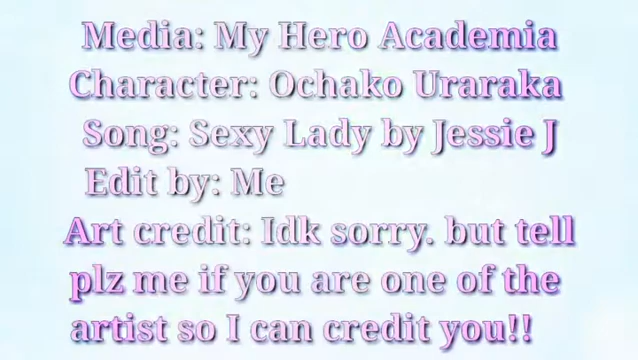 Media: My Hero Academia
Character: Ochako Uraraka
Song: Sexy Lady by Jessie J
Edit by: Me
Art credit: Idk sorry. but tell
plz me if you are one of the
artist so I can credit you!!